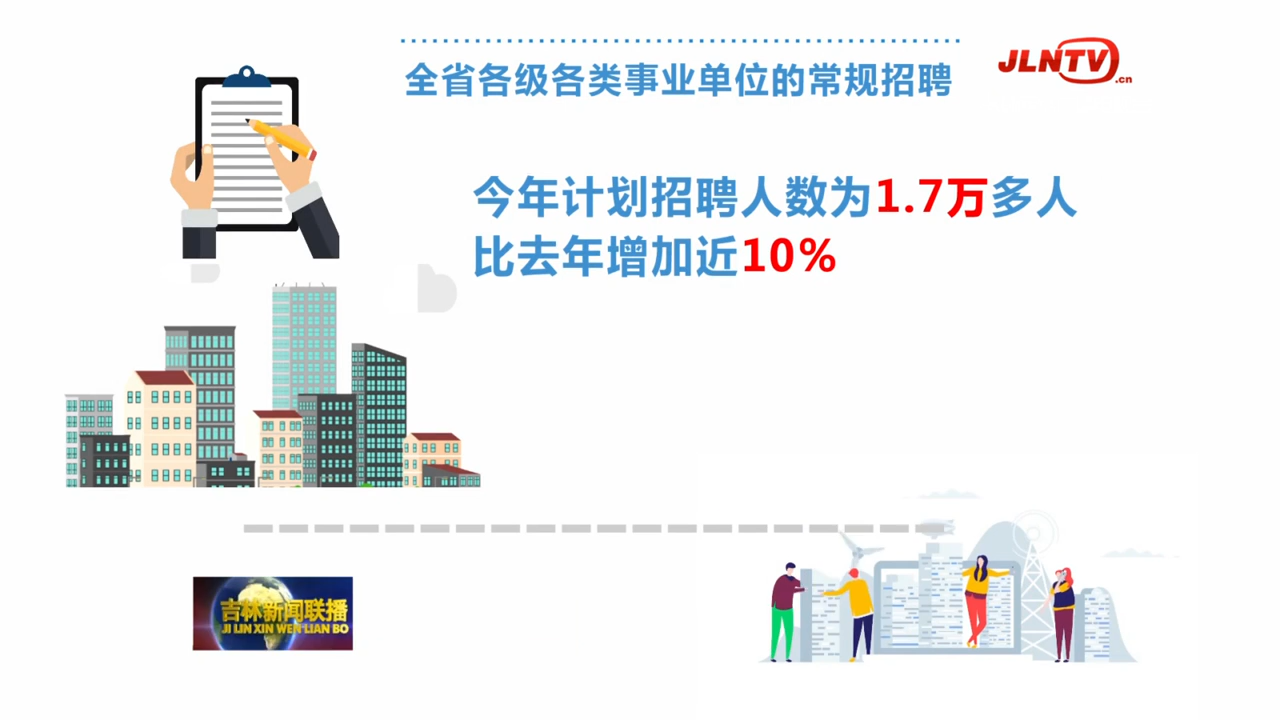 全省各级各类事业单位的常规招聘
JLNTV
.cn
今年计划招聘人数为1.7万多人
比去年增加近10%
吉林新闻联播
JI LIN XIN WEN LIAN BO